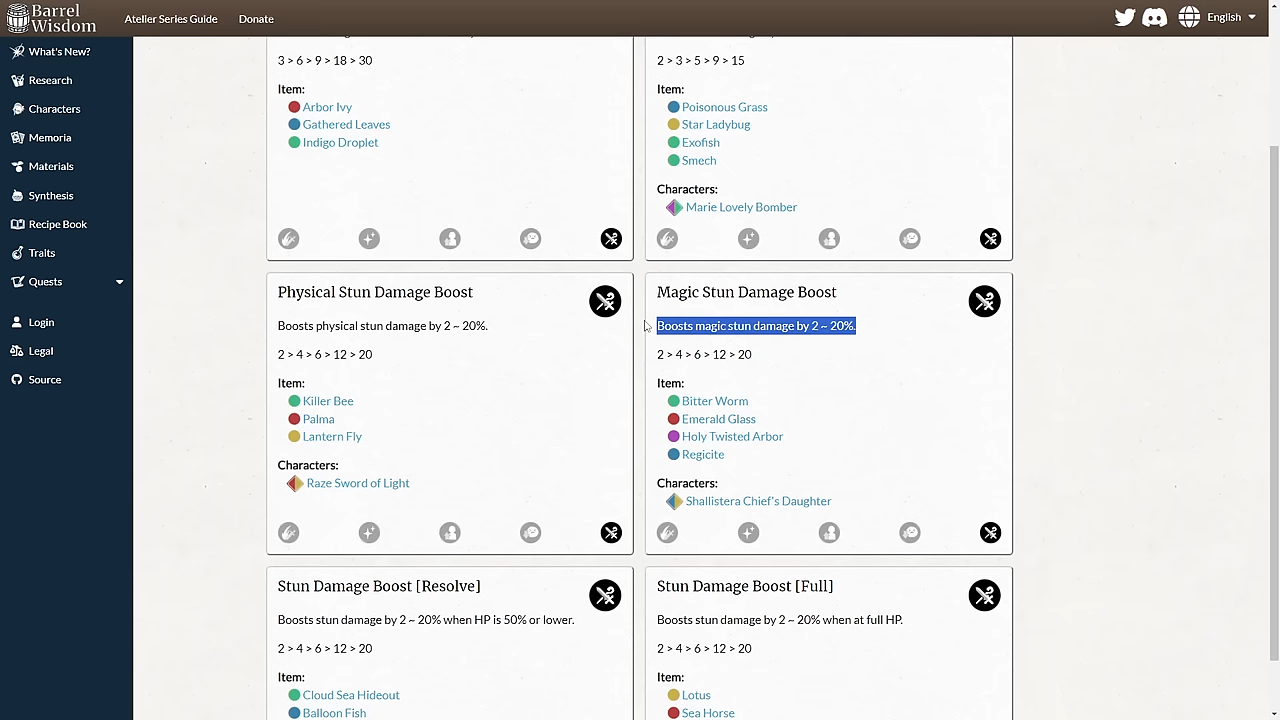 Barrel
Wisdom
Atelier Series Guide
Donate
English
What's New?
Research
Characters
Memoria
Materials
Synthesis
Recipe Book
Traits
Quests
Login
Legal
Source
3 > 6 > 9 > 18 > 30
Item:
Arbor Ivy
Gathered Leaves
Indigo Droplet
2 > 3 > 5 > 9 > 15
Item:
Poisonous Grass
Star Ladybug
Exofish
Smech
Characters:
Marie Lovely Bomber
Physical Stun Damage Boost
Boosts physical stun damage by 2 ~ 20%.
2 > 4 > 6 > 12 > 20
Item:
Killer Bee
Palma
Lantern Fly
Characters:
Raze Sword of Light
Magic Stun Damage Boost
Boosts magic stun damage by 2 ~ 20%.
2 > 4 > 6 > 12 > 20
Item:
Bitter Worm
Emerald Glass
Holy Twisted Arbor
Regicite
Characters:
Shallistera Chief's Daughter
Stun Damage Boost [Resolve]
Boosts stun damage by 2 ~ 20% when HP is 50% or lower.
2 > 4 > 6 > 12 > 20
Item:
Cloud Sea Hideout
Balloon Fish
Stun Damage Boost [Full]
Boosts stun damage by 2 ~ 20% when at full HP.
2 > 4 > 6 > 12 > 20
Item:
Lotus
Sea Horse